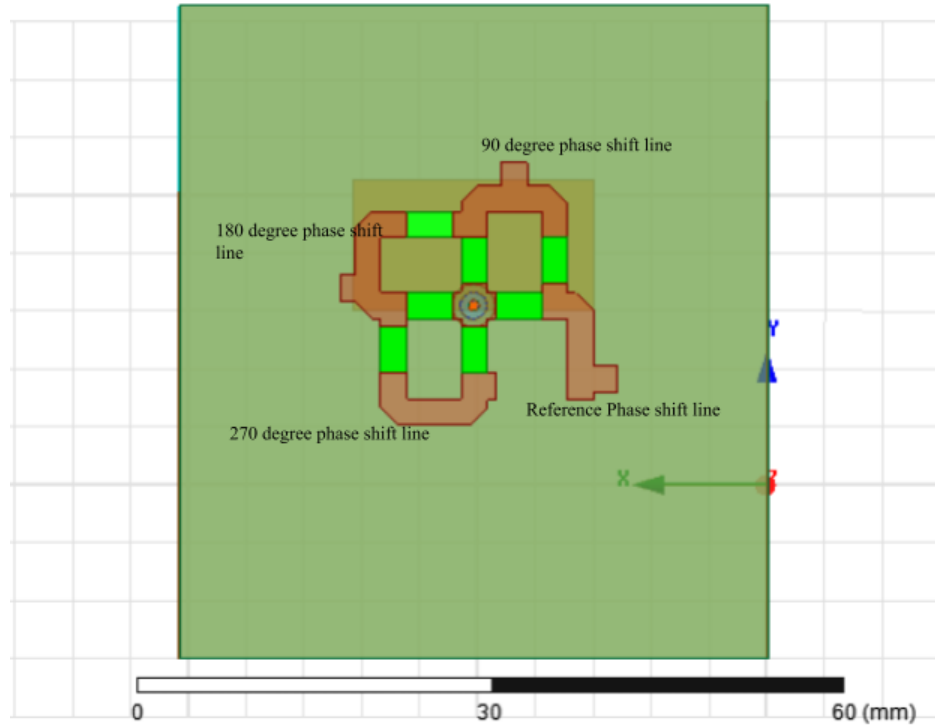 90 degree phase shift line
180 degree phase shift
line
Y
Reference Phase shift line
270 degree phase shift line
X
Z
0
30
60 (mm)